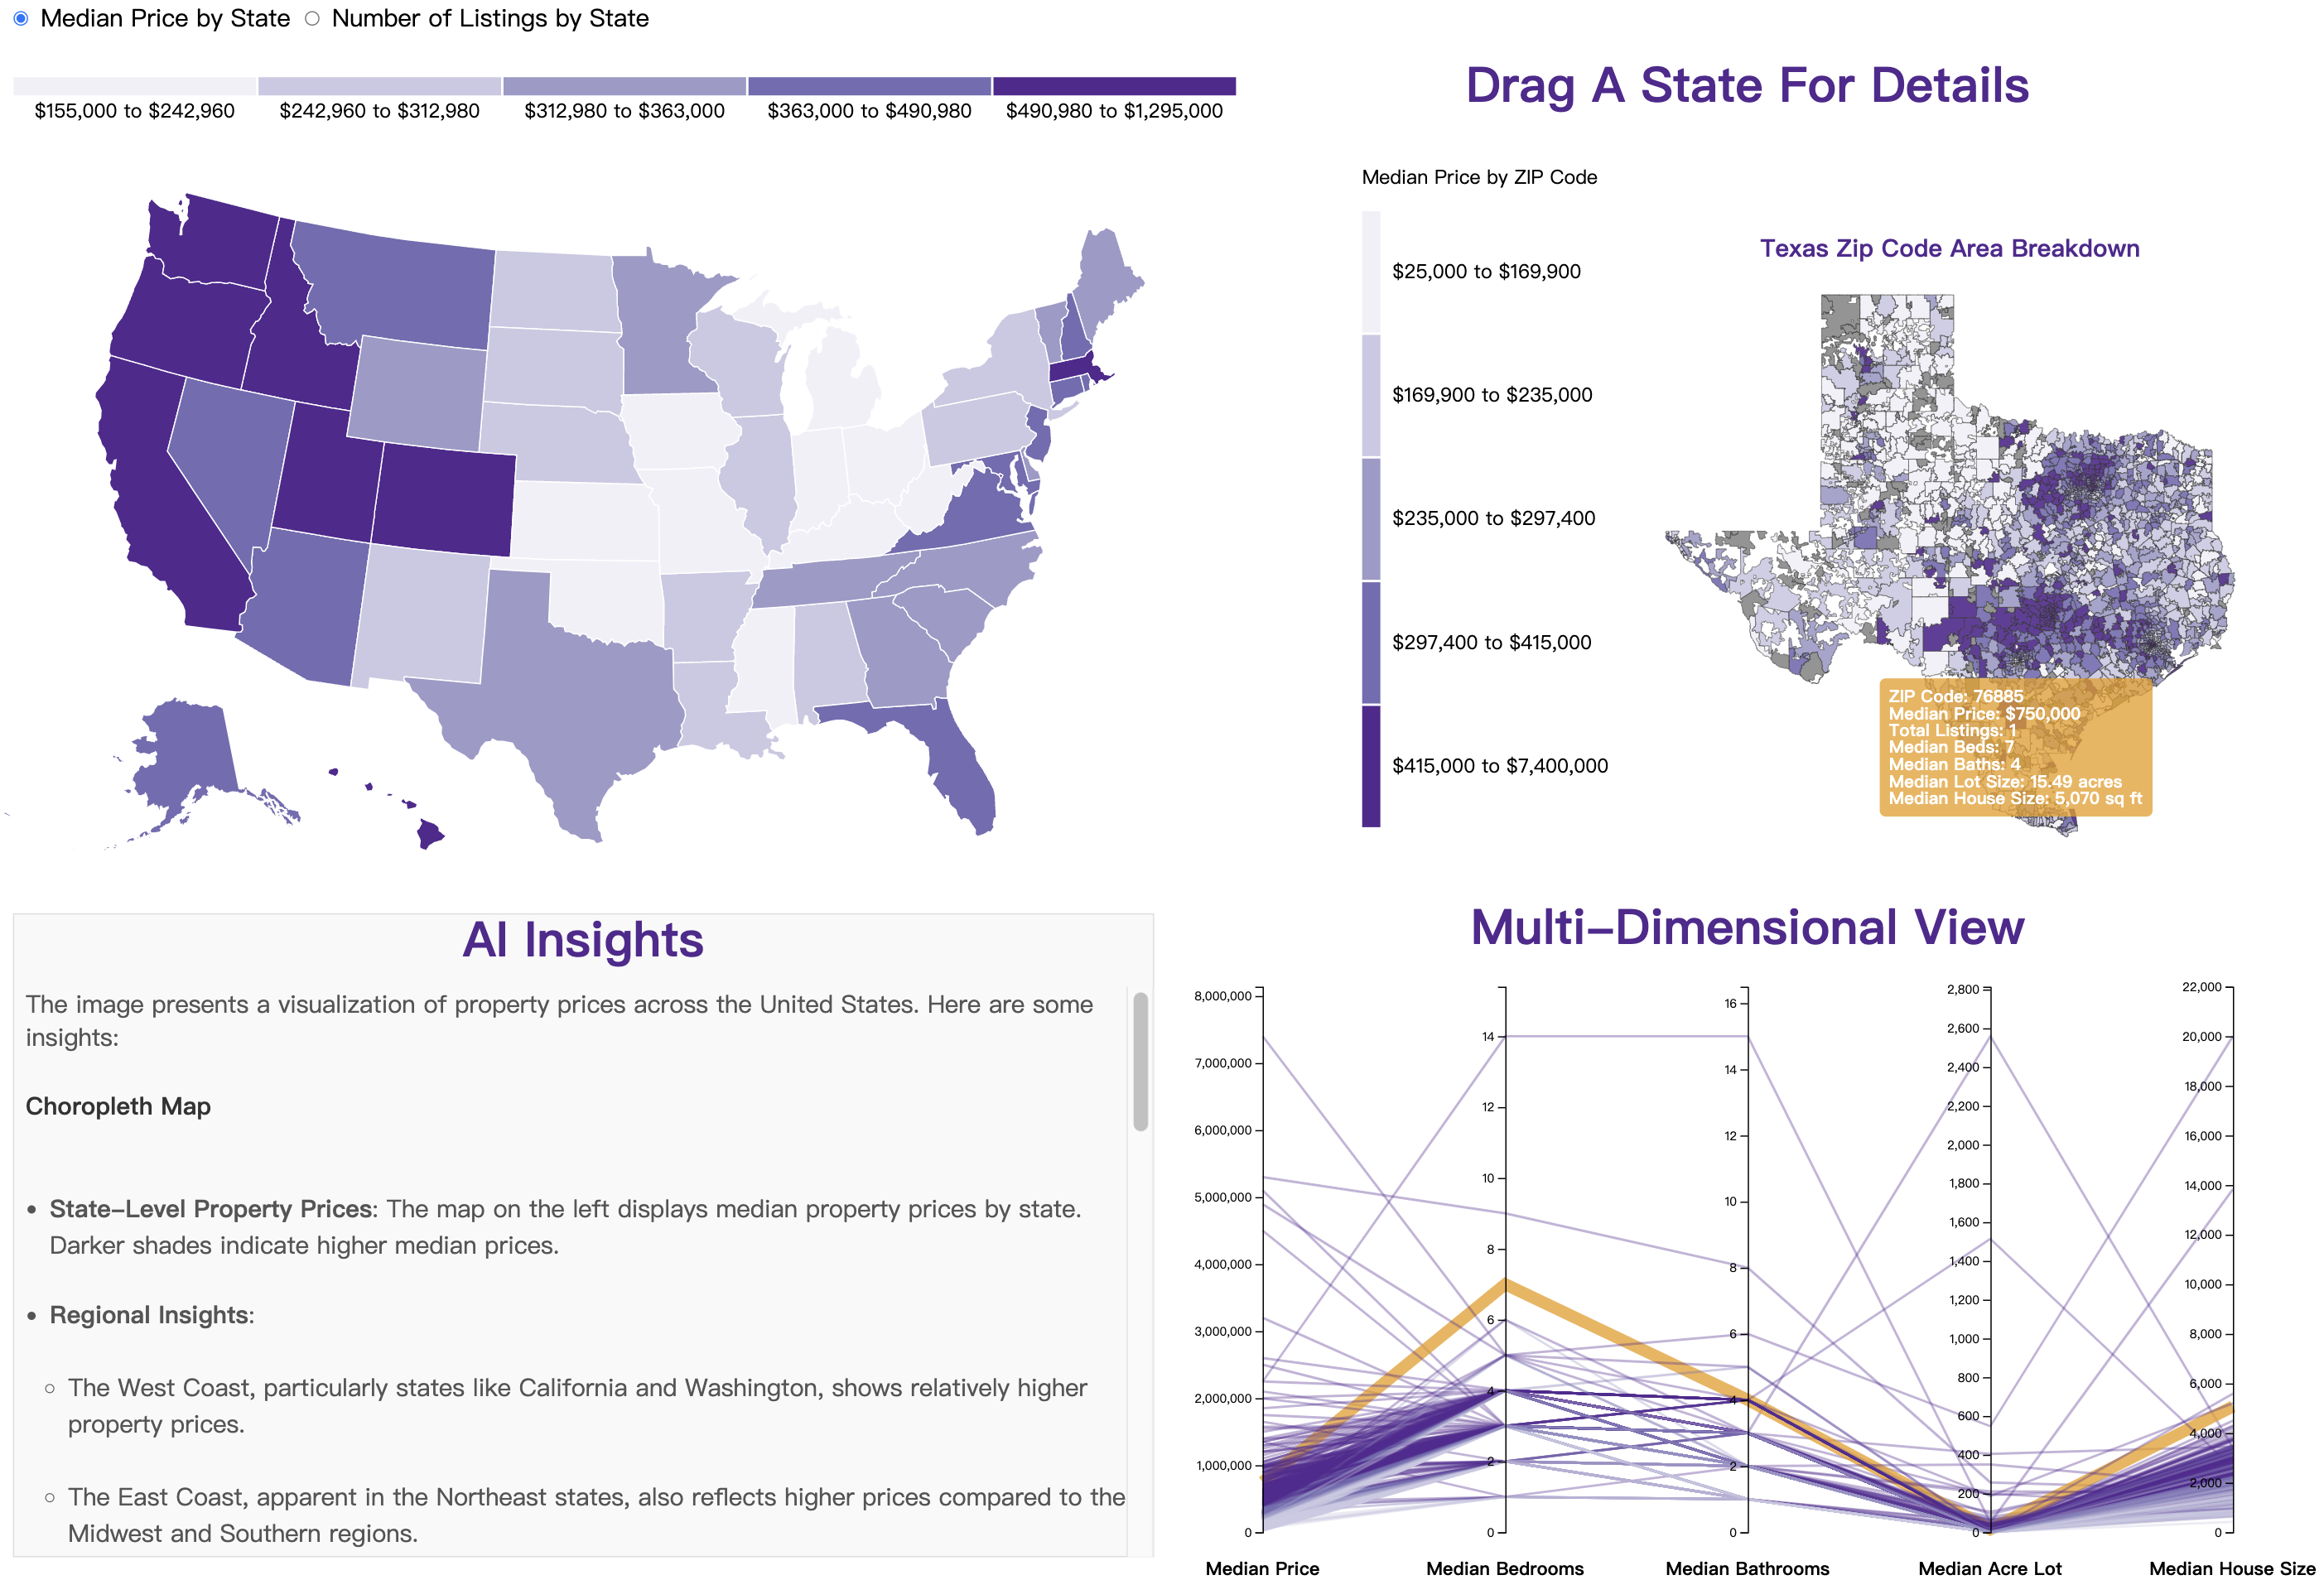 Median Price by State Number of Listings by State
$155,000 to $242,960 $242,960 to $312,980 $312,980 to $363,000 $363,000 to $490,980 $490,980 to $1,295,000
Drag A State For Details
Median Price by ZIP Code
$25,000 to $169,900
$169,900 to $235,000
$235,000 to $297,400
$297,400 to $415,000
$415,000 to $7,400,000
Texas Zip Code Area Breakdown
ZIP Code: 76885
Median Price: $750,000
Total Listings: 1
Median Beds: 7
Median Baths: 4
Median Lot Size: 15.49 acres
Median House Size: 5,070 sq ft
AI Insights
The image presents a visualization of property prices across the United States. Here are some
insights:
Choropleth Map
• State-Level Property Prices: The map on the left displays median property prices by state.
Darker shades indicate higher median prices.
• Regional Insights:
○ The West Coast, particularly states like California and Washington, shows relatively higher
property prices.
○ The East Coast, apparent in the Northeast states, also reflects higher prices compared to the
Midwest and Southern regions.
Multi-Dimensional View
8,000,000
7,000,000
6,000,000
5,000,000
4,000,000
3,000,000
2,000,000
1,000,000
0
Median Price
14
12
10
8
6
4
2
0
Median Bedrooms
16
14
12
10
8
6
4
2
0
Median Bathrooms
2,800
2,600
2,400
2,200
2,000
1,800
1,600
1,400
1,200
1,000
800
600
400
200
0
Median Acre Lot
22,000
20,000
18,000
16,000
14,000
12,000
10,000
8,000
6,000
4,000
2,000
0
Median House Size